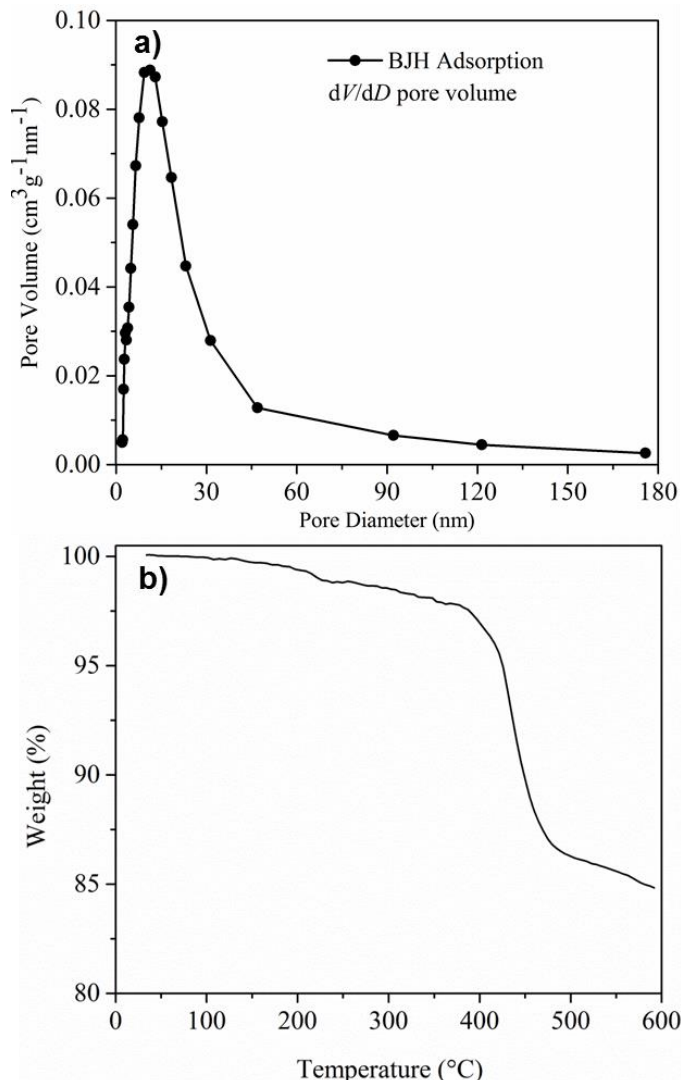 a)
BJH Adsorption
dV/dD pore volume
Pore Volume (cm³g⁻¹nm⁻¹)
0.10
0.08
0.06
0.04
0.02
0.00
0 30 60 90 120 150 180
Pore Diameter (nm)
b)
Weight (%)
100
95
90
85
80
0 100 200 300 400 500 600
Temperature (°C)